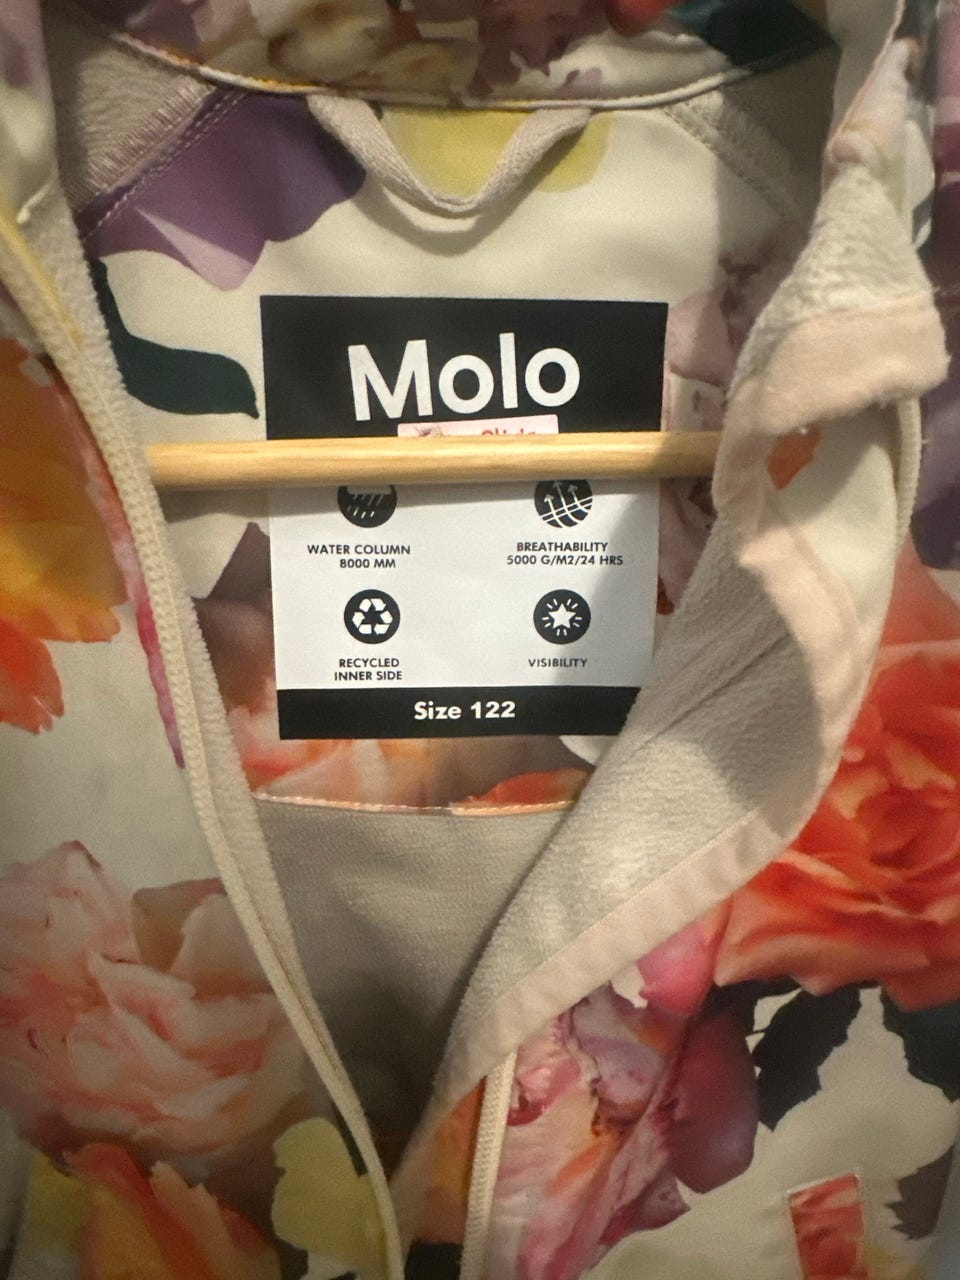 Molo
WATER COLUMN
8000 MM
BREATHABILITY
5000 G/M2/24 HRS
RECYCLED
INNER SIDE
VISIBILITY
Size 122